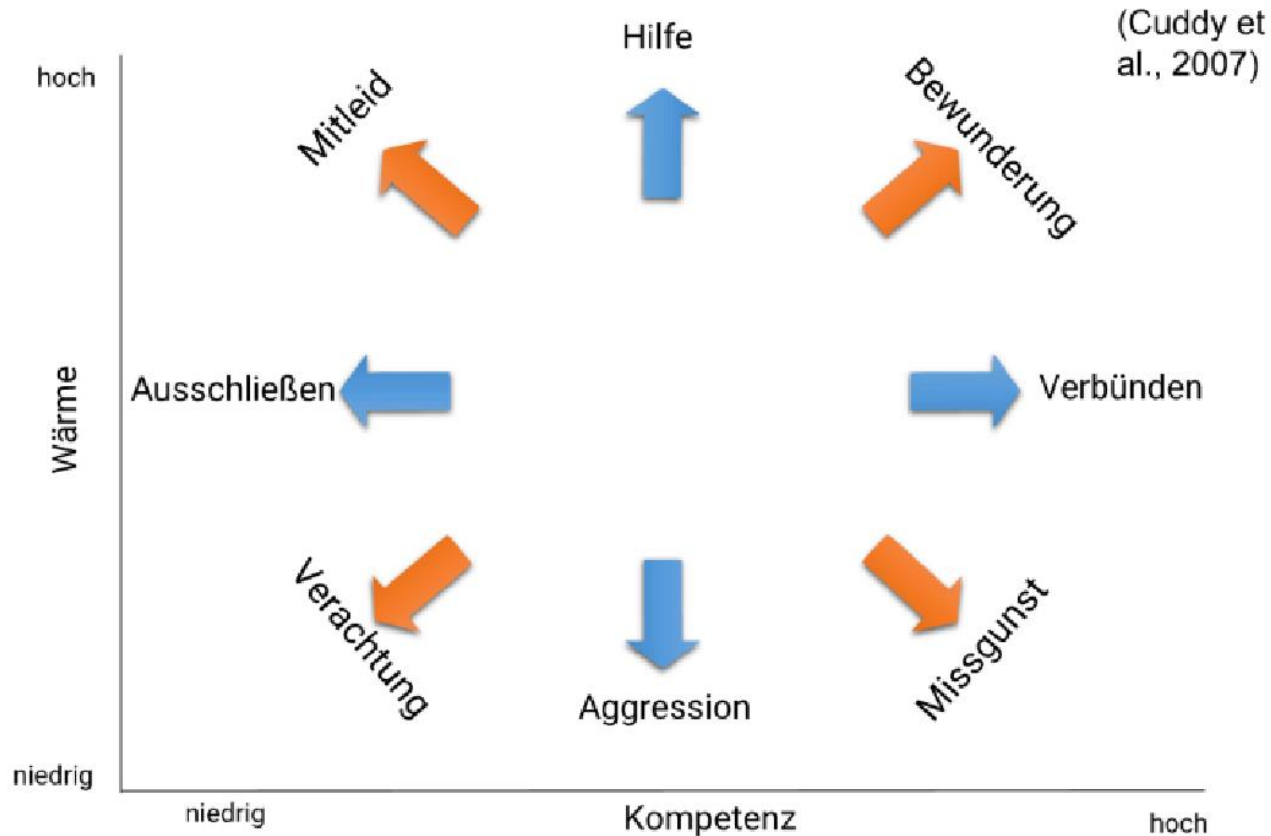 (Cuddy et
al., 2007)
Hilfe
hoch
Mitleid
Bewunderung
Wärme
Ausschließen
Verbünden
Verachtung
Aggression
Missgunst
niedrig
niedrig
Kompetenz
hoch